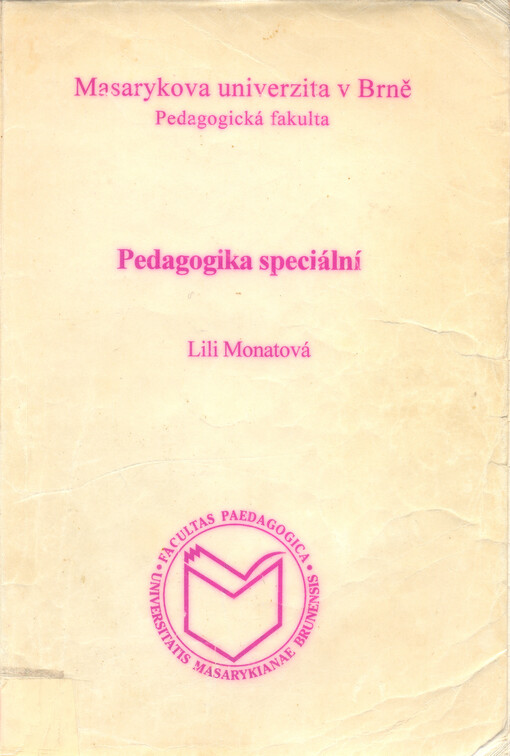 Masarykova univerzita v Brně
Pedagogická fakulta
Pedagogika speciální
Lili Monatová
• FACULTAS PAEDAGOGICA •
UNIVERSITATIS MASARYKIANAE BRUNENSIS